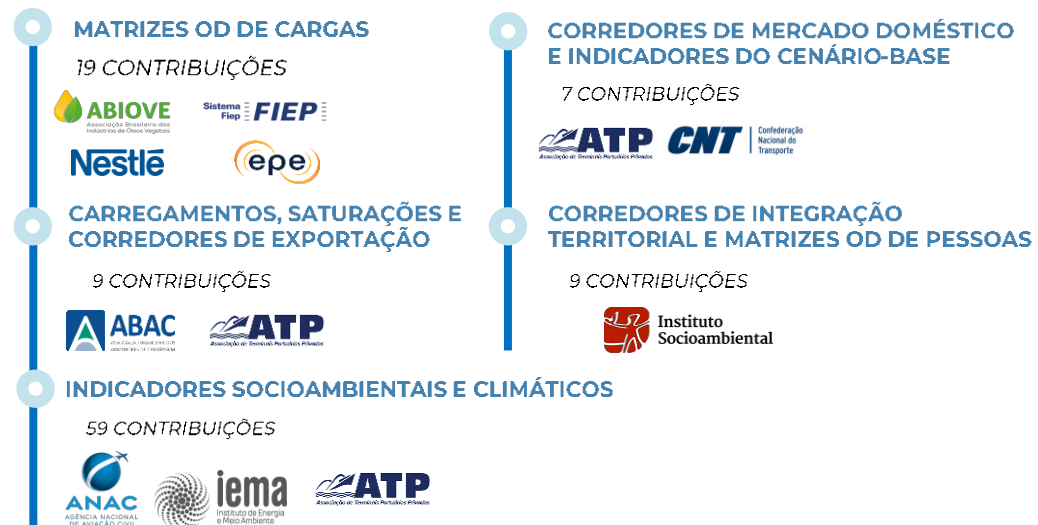 MATRIZES OD DE CARGAS
19 CONTRIBUIÇÕES
ABIOVE
Associação Brasileira das
Indústrias de Óleos Vegetais
Sistema
Fiep
FIEP
Nestlé
epe
CARREGAMENTOS, SATURAÇÕES E
CORREDORES DE EXPORTAÇÃO
9 CONTRIBUIÇÕES
ABAC
ATP
Associação de Terminais Portuários Privados
INDICADORES SOCIOAMBIENTAIS E CLIMÁTICOS
59 CONTRIBUIÇÕES
ANAC
AGÊNCIA NACIONAL
DE AVIAÇÃO CIVIL
iema
Instituto de Energia
e Meio Ambiente
ATP
Associação de Terminais Portuários Privados
CORREDORES DE MERCADO DOMÉSTICO
E INDICADORES DO CENÁRIO-BASE
7 CONTRIBUIÇÕES
ATP
Associação de Terminais Portuários Privados
CNT
Confederação
Nacional do
Transporte
CORREDORES DE INTEGRAÇÃO
TERRITORIAL E MATRIZES OD DE PESSOAS
9 CONTRIBUIÇÕES
Instituto
Socioambiental